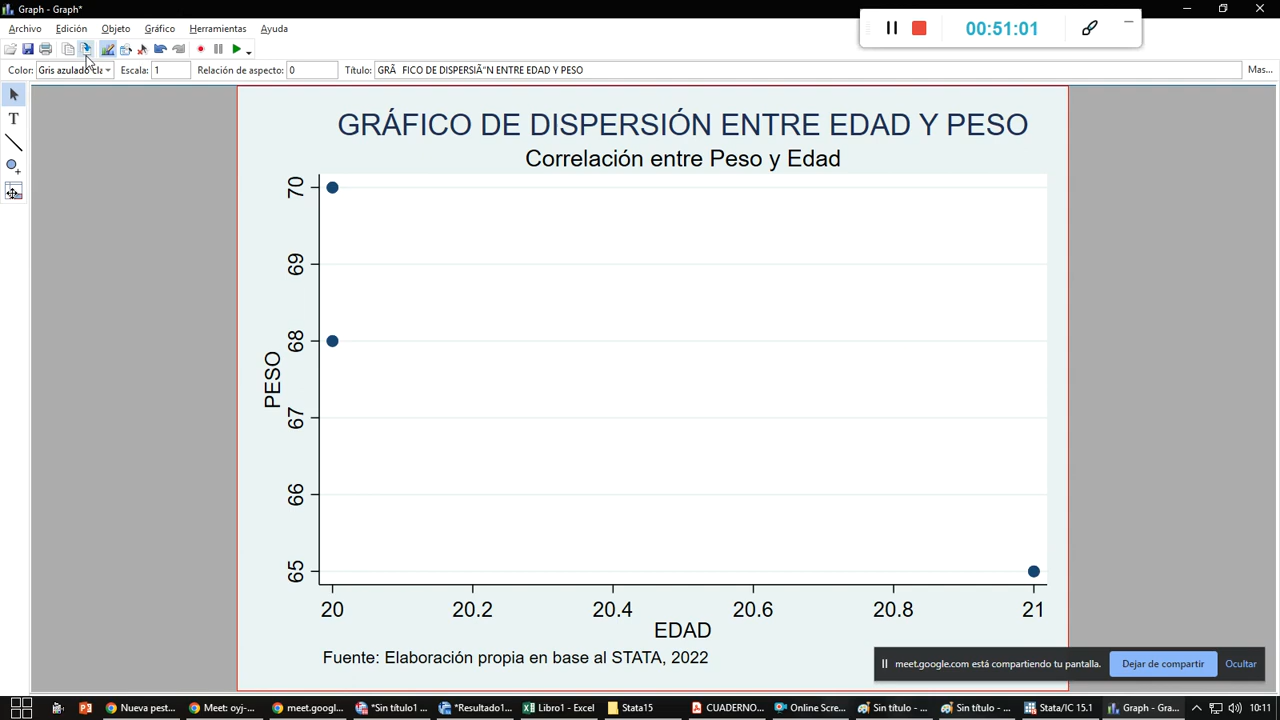 Graph - Graph*
Archivo Edición Objeto Gráfico Herramientas Ayuda
00:51:01
Color: Gris azulado cla Escala: 1 Relación de aspecto: 0 Título: GRÃ FICO DE DISPERSIÃ“N ENTRE EDAD Y PESO Mas...
T
GRÁFICO DE DISPERSIÓN ENTRE EDAD Y PESO
Correlación entre Peso y Edad
70
69
68
67
66
65
PESO
20 20.2 20.4 20.6 20.8 21
EDAD
Fuente: Elaboración propia en base al STATA, 2022
meet.google.com está compartiendo tu pantalla. Dejar de compartir Ocultar
Nueva pest... Meet: oyj-... meet.googl... *Sin título1 ... *Resultado1... Libro1 - Excel Stata15 CUADERNO... Online Scre... Sin título - ... Sin título - ... Stata/IC 15.1 Graph - Gra... 10:11